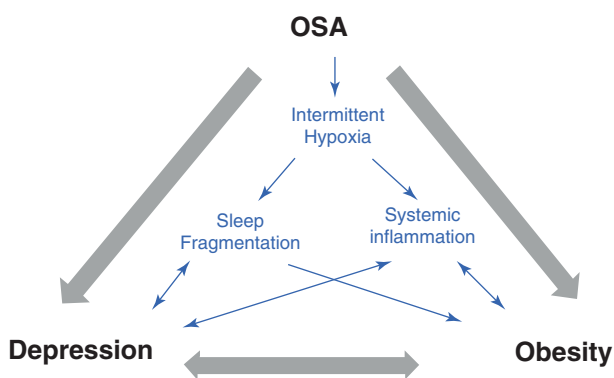 OSA
Intermittent
Hypoxia
Sleep
Fragmentation
Systemic
inflammation
Depression
Obesity